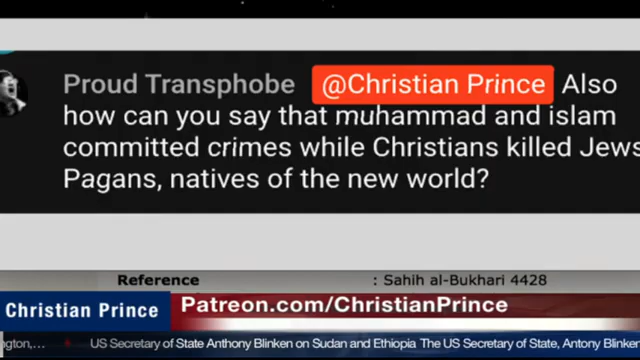 Proud Transphobe @Christian Prince Also
how can you say that muhammad and islam
committed crimes while Christians killed Jews
Pagans, natives of the new world?
Reference : Sahih al-Bukhari 4428
Christian Prince Patreon.com/ChristianPrince
US Secretary of State Anthony Blinken on Sudan and Ethiopia The US Secretary of State, Antony Blinken